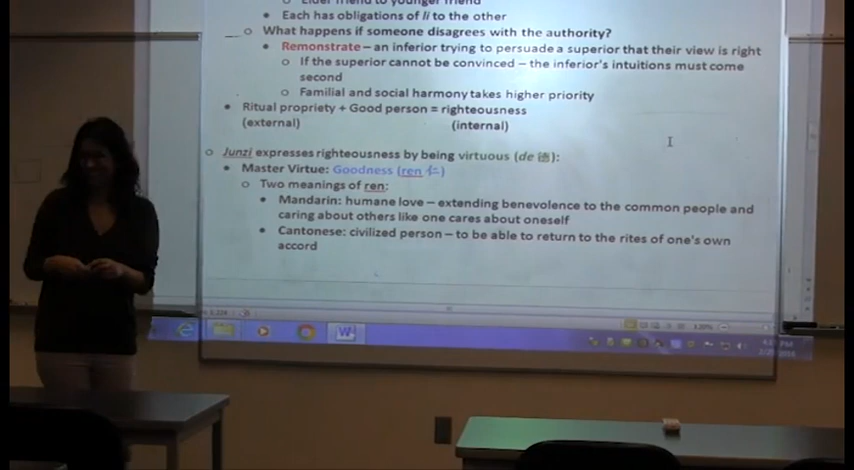 Elder friend to younger friend
Each has obligations of li to the other
What happens if someone disagrees with the authority?
Remonstrate – an inferior trying to persuade a superior that their view is right
If the superior cannot be convinced – the inferior's intuitions must come
second
Familial and social harmony takes higher priority
Ritual propriety + Good person = righteousness
(external) (internal)
Junzi expresses righteousness by being virtuous (de 德):
Master Virtue: Goodness (ren 仁)
Two meanings of ren:
Mandarin: humane love – extending benevolence to the common people and
caring about others like one cares about oneself
Cantonese: civilized person – to be able to return to the rites of one's own
accord